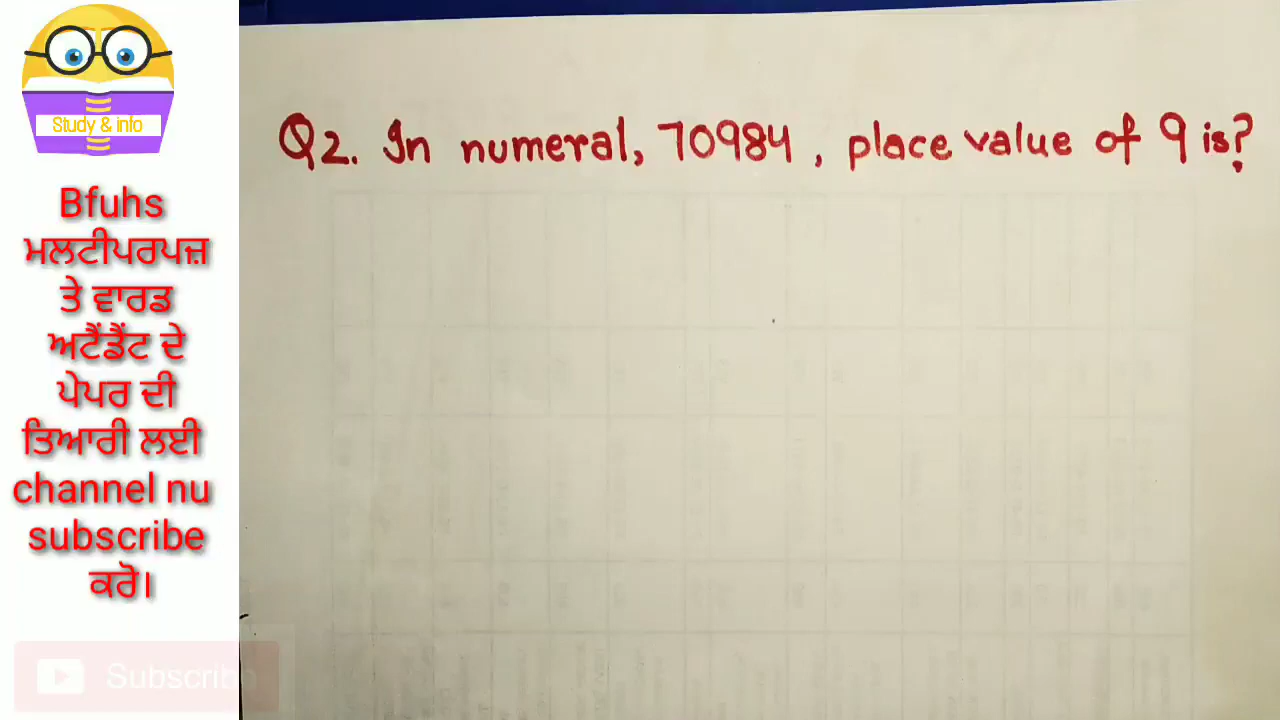 Study & info
Bfuhs
ਮਲਟੀਪਰਪਜ਼
ਤੇ ਵਾਰਡ
ਅਟੈਂਡੈਂਟ ਦੇ
ਪੇਪਰ ਦੀ
ਤਿਆਰੀ ਲਈ
channel nu
subscribe
ਕਰੋ।
Subscribe
Q2. In numeral, 70984, place value of 9 is?